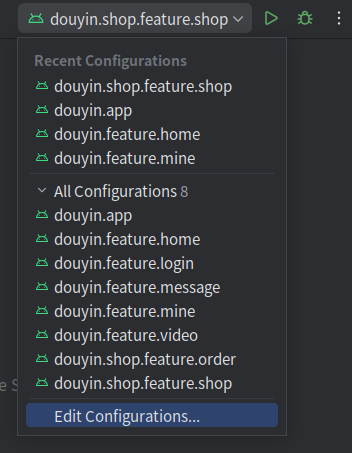 douyin.shop.feature.shop
Recent Configurations
douyin.shop.feature.shop
douyin.app
douyin.feature.home
douyin.feature.mine
All Configurations 8
douyin.app
douyin.feature.home
douyin.feature.login
douyin.feature.message
douyin.feature.mine
douyin.feature.video
douyin.shop.feature.order
douyin.shop.feature.shop
Edit Configurations...